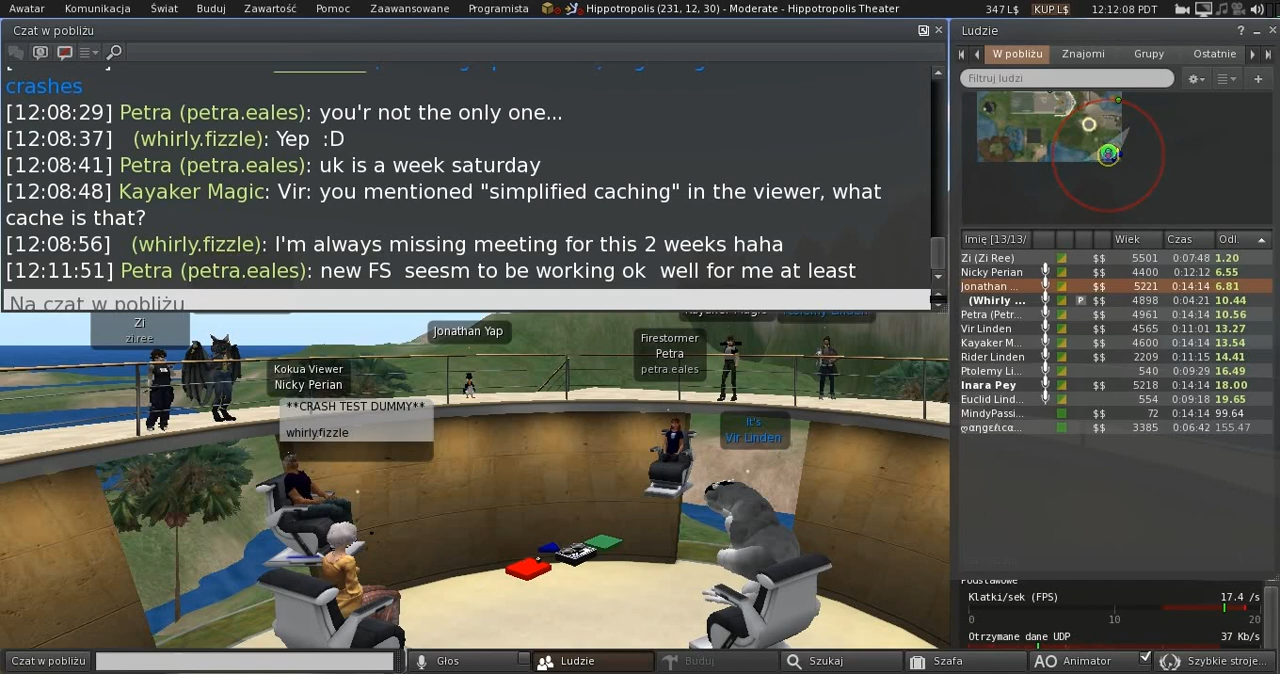 Awatar Komunikacja Świat Buduj Zawartość Pomoc Zaawansowane Programista Hippotropolis (231, 12, 30) - Moderate - Hippotropolis Theater 347 L$ KUP L$ 12:12:08 PDT
Czat w pobliżu
crashes
[12:08:29] Petra (petra.eales): you'r not the only one...
[12:08:37] (whirly.fizzle): Yep :D
[12:08:41] Petra (petra.eales): uk is a week saturday
[12:08:48] Kayaker Magic: Vir: you mentioned "simplified caching" in the viewer, what
cache is that?
[12:08:56] (whirly.fizzle): I'm always missing meeting for this 2 weeks haha
[12:11:51] Petra (petra.eales): new FS seesm to be working ok well for me at least
Na czat w pobliżu
Zi
zi.ree
Jonathan Yap
Kokua Viewer
Nicky Perian
**CRASH TEST DUMMY**
whirly.fizzle
Firestormer
Petra
petra.eales
It's
Vir Linden
Ludzie
? – ×
W pobliżu Znajomi Grupy Ostatnie
Filtruj ludzi
Imię [13/13/ Wiek Czas Odl.
Zi (Zi Ree) 5501 0:07:48 1.20
Nicky Perian 4400 0:12:12 6.55
Jonathan ... 5221 0:14:14 6.81
(Whirly ... P $$ 4898 0:04:21 10.44
Petra (Petr... $$ 4961 0:14:14 10.56
Vir Linden $$ 4565 0:11:01 13.27
Kayaker M... $$ 4600 0:14:14 13.54
Rider Linden $$ 2209 0:11:15 14.41
Ptolemy Li... 540 0:09:29 16.49
Inara Pey $$ 5218 0:14:14 18.00
Euclid Lind... 554 0:09:18 19.65
MindyPassi... $$ 72 0:14:14 99.64
$$ 3385 0:06:42 155.47
Podstawowe
Klatki/sek (FPS) 17.4 /s
0 10 20
Otrzymane dane UDP 37 Kb/s
Czat w pobliżu Głos Ludzie Buduj Szukaj Szafa AO Animator Szybkie stroje...